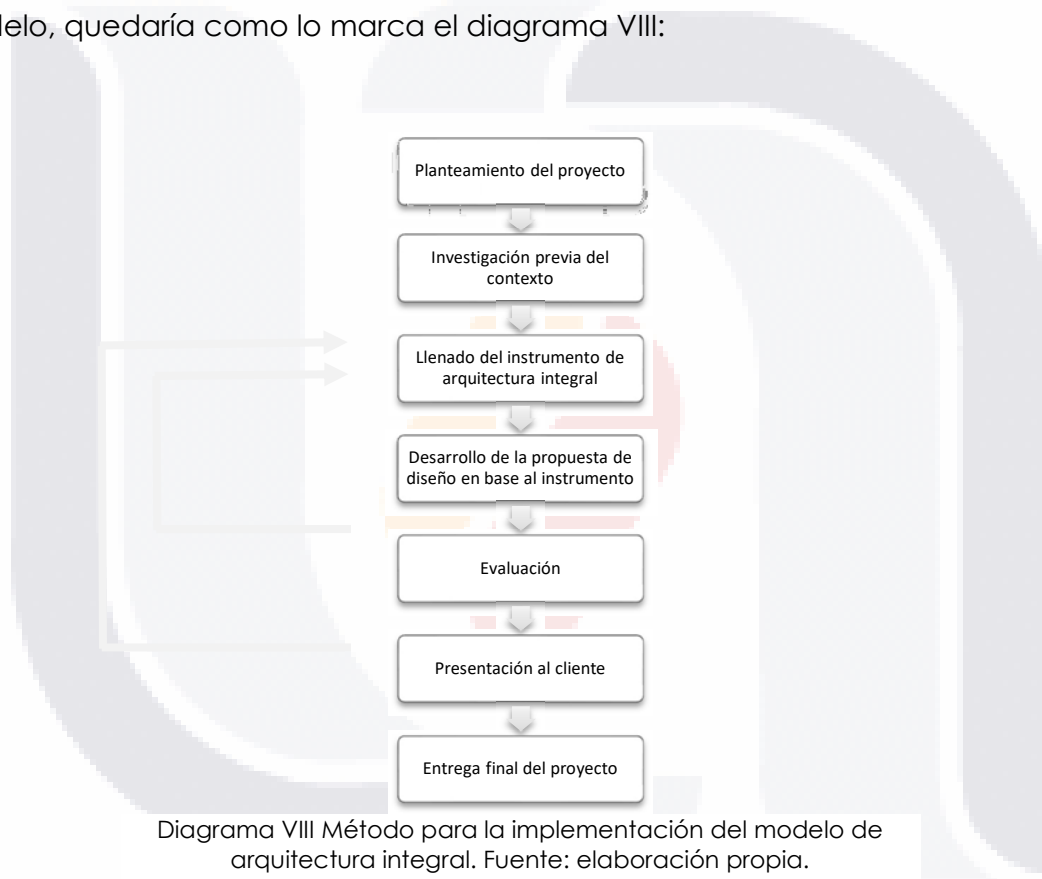 quedaría como lo marca el diagrama VIII:
Planteamiento del proyecto
Investigación previa del
contexto
Llenado del instrumento de
arquitectura integral
Desarrollo de la propuesta de
diseño en base al instrumento
Evaluación
Presentación al cliente
Entrega final del proyecto
Diagrama VIII Método para la implementación del modelo de
arquitectura integral. Fuente: elaboración propia.